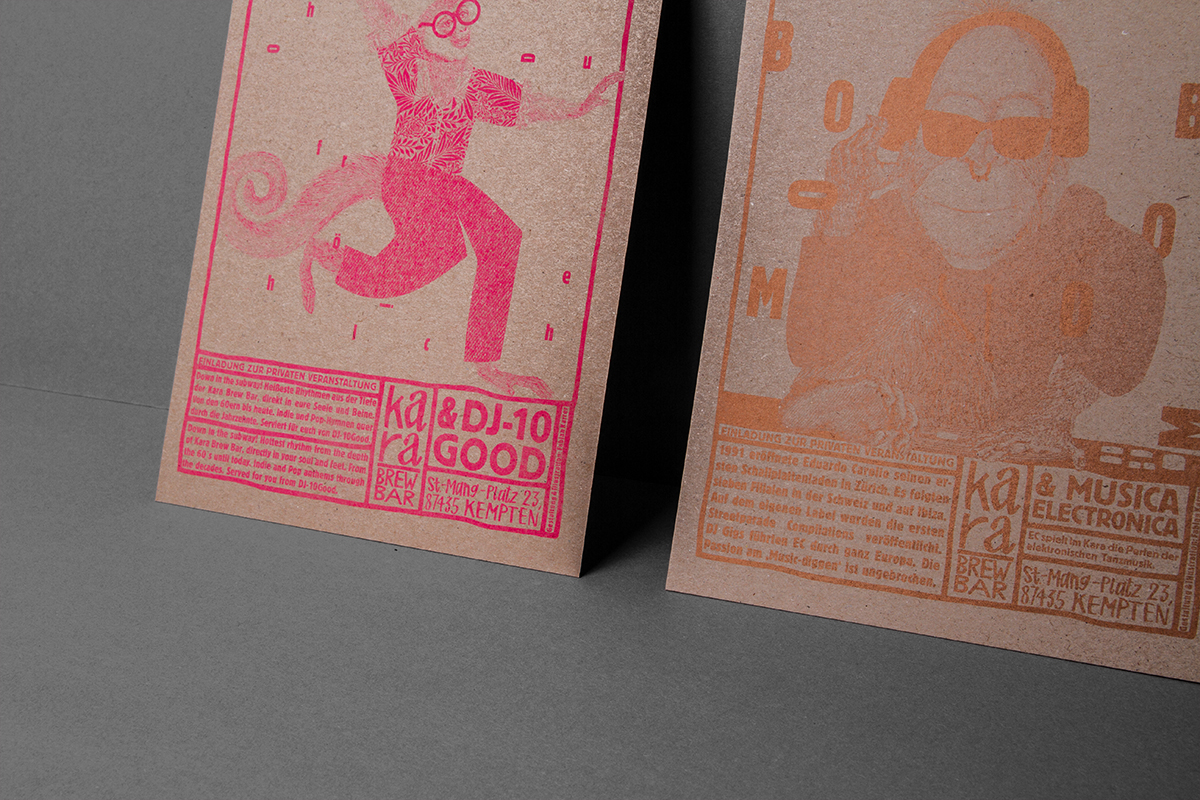 h
o
D
u
f r
ö
h
e
l
i
c
h
EINLADUNG ZUR PRIVATEN VERANSTALTUNG
Down in the subway! Heißeste Rhythmen aus der Tiefe
der Kara Brew Bar, direkt in eure Seele und Beine.
Von den 60ern bis heute. Indie und Pop-Hymnen quer
durch die Jahrzehnte. Serviert für euch von DJ-10Good.
Down in the subway! Hottest rhythm from the depth
of Kara Brew Bar, directly in your soul and feet. From
the 60's until today. Indie and Pop anthems through
the decades. Served for you from DJ-10Good.
ka
ra
BREW
BAR
& DJ-10
GOOD
St-Mang-Platz 23,
87435 KEMPTEN
B
O
B
O
O
M
O
M
EINLADUNG ZUR PRIVATEN VERANSTALTUNG
1991 eröffnete Eduardo Carolia seinen er-
sten Schallplattenladen in Zürich. Es folgten
sieben Filialen in der Schweiz und auf Ibiza.
Auf dem eigenen Label wurden die ersten
Streetparade Compilations veröffentlicht.
DJ Gigs führten EC durch ganz Europa. Die
Passion am
ist ungebrochen.
ka
ra
BREW
BAR
& MUSICA
ELECTRONICA
EC spielt im Kara die Perlen der
elektronischen Tanzmusik.
St-Mang-Platz 23,
87435 KEMPTEN